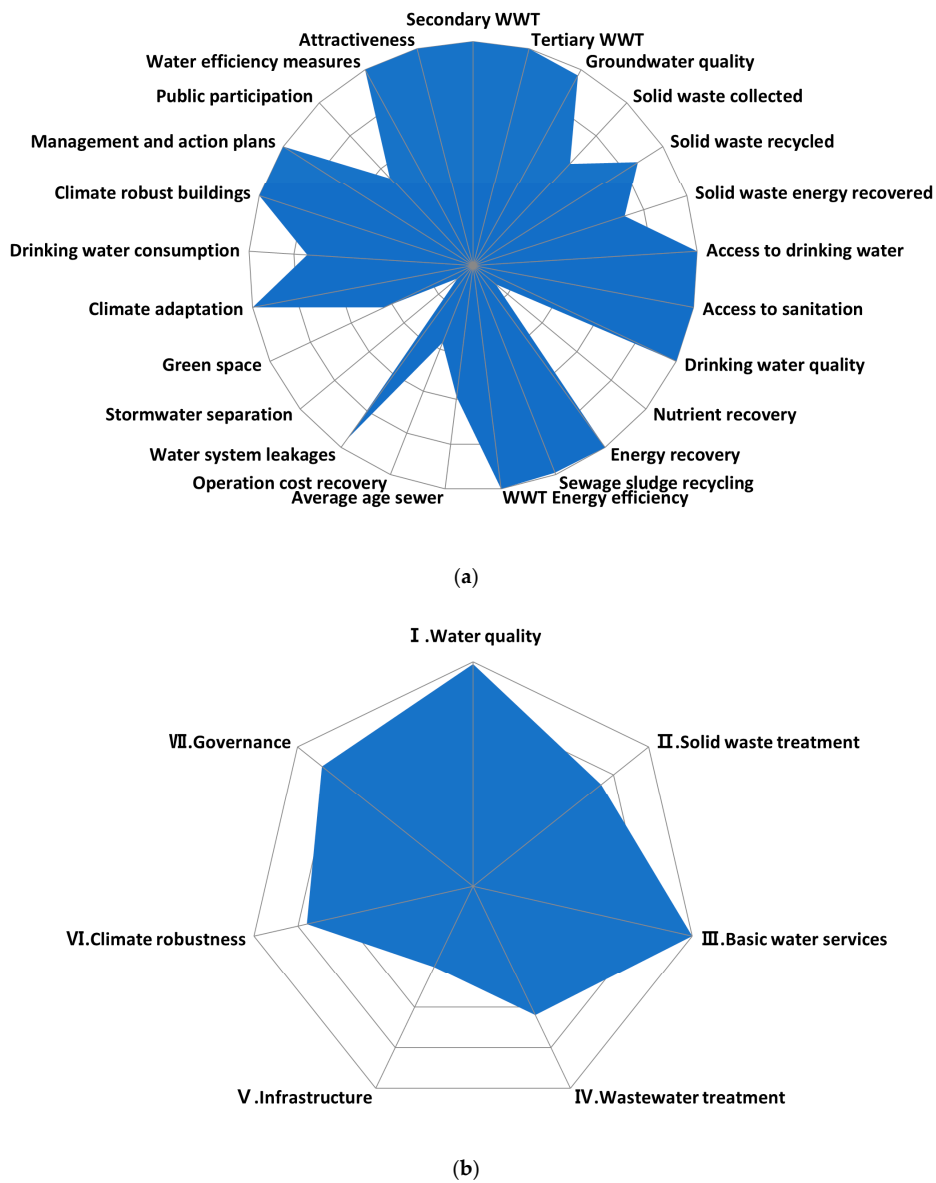 Secondary WWT
Attractiveness
Tertiary WWT
Water efficiency measures
Groundwater quality
Public participation
Solid waste collected
Management and action plans
Solid waste recycled
Climate robust buildings
Solid waste energy recovered
Drinking water consumption
Access to drinking water
Climate adaptation
Access to sanitation
Green space
Drinking water quality
Stormwater separation
Nutrient recovery
Water system leakages
Energy recovery
Operation cost recovery
Sewage sludge recycling
Average age sewer
WWT Energy efficiency
(a)
Ⅰ.Water quality
Ⅶ.Governance
Ⅱ.Solid waste treatment
Ⅵ.Climate robustness
Ⅲ.Basic water services
Ⅴ.Infrastructure
Ⅳ.Wastewater treatment
(b)